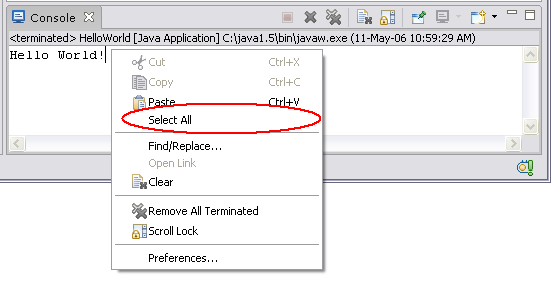 Console
<terminated> HelloWorld [Java Application] C:\java1.5\bin\javaw.exe (11-May-06 10:59:29 AM)
Hello World!
Cut Ctrl+X
Copy Ctrl+C
Paste Ctrl+V
Select All
Find/Replace...
Open Link
Clear
Remove All Terminated
Scroll Lock
Preferences...